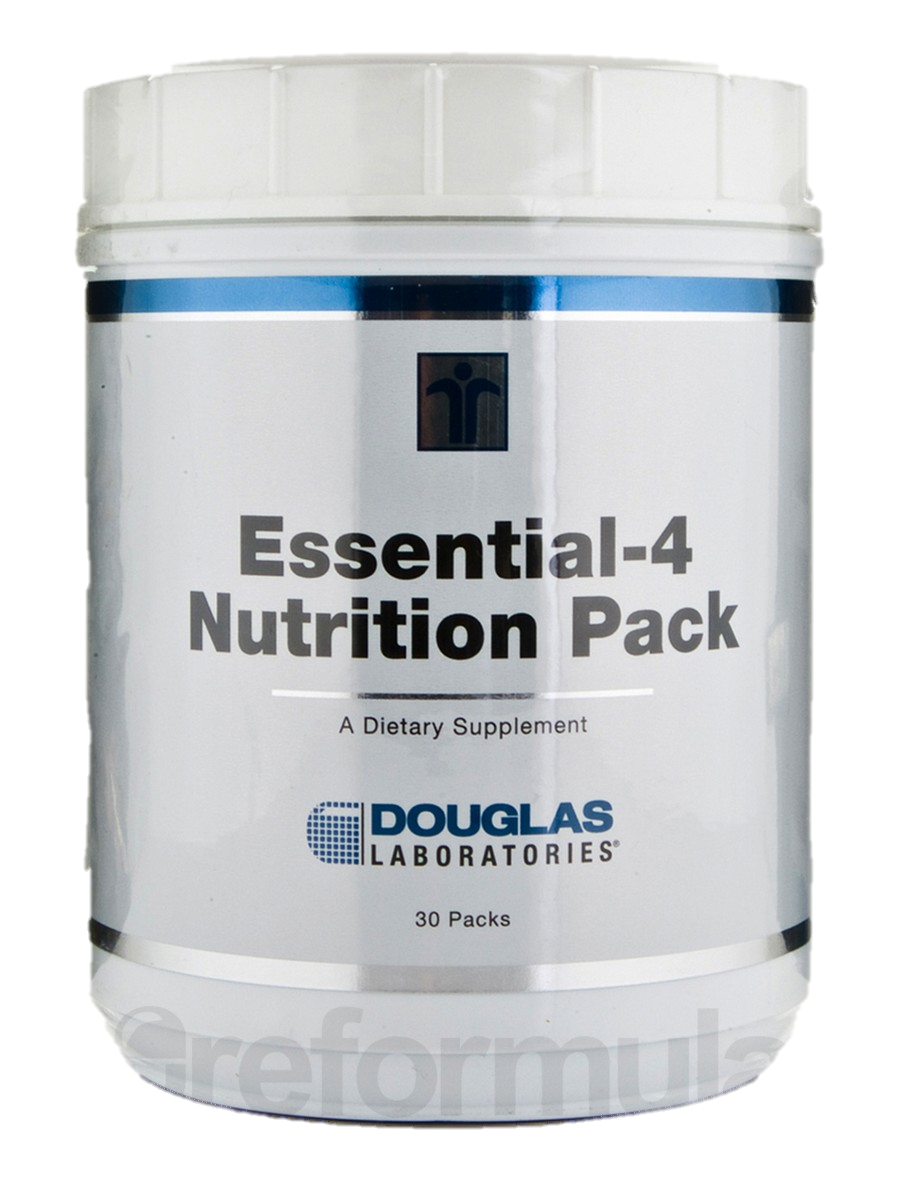 Essential-4
Nutrition Pack
A Dietary Supplement
DOUGLAS
LABORATORIES®
30 Packs
ereformula